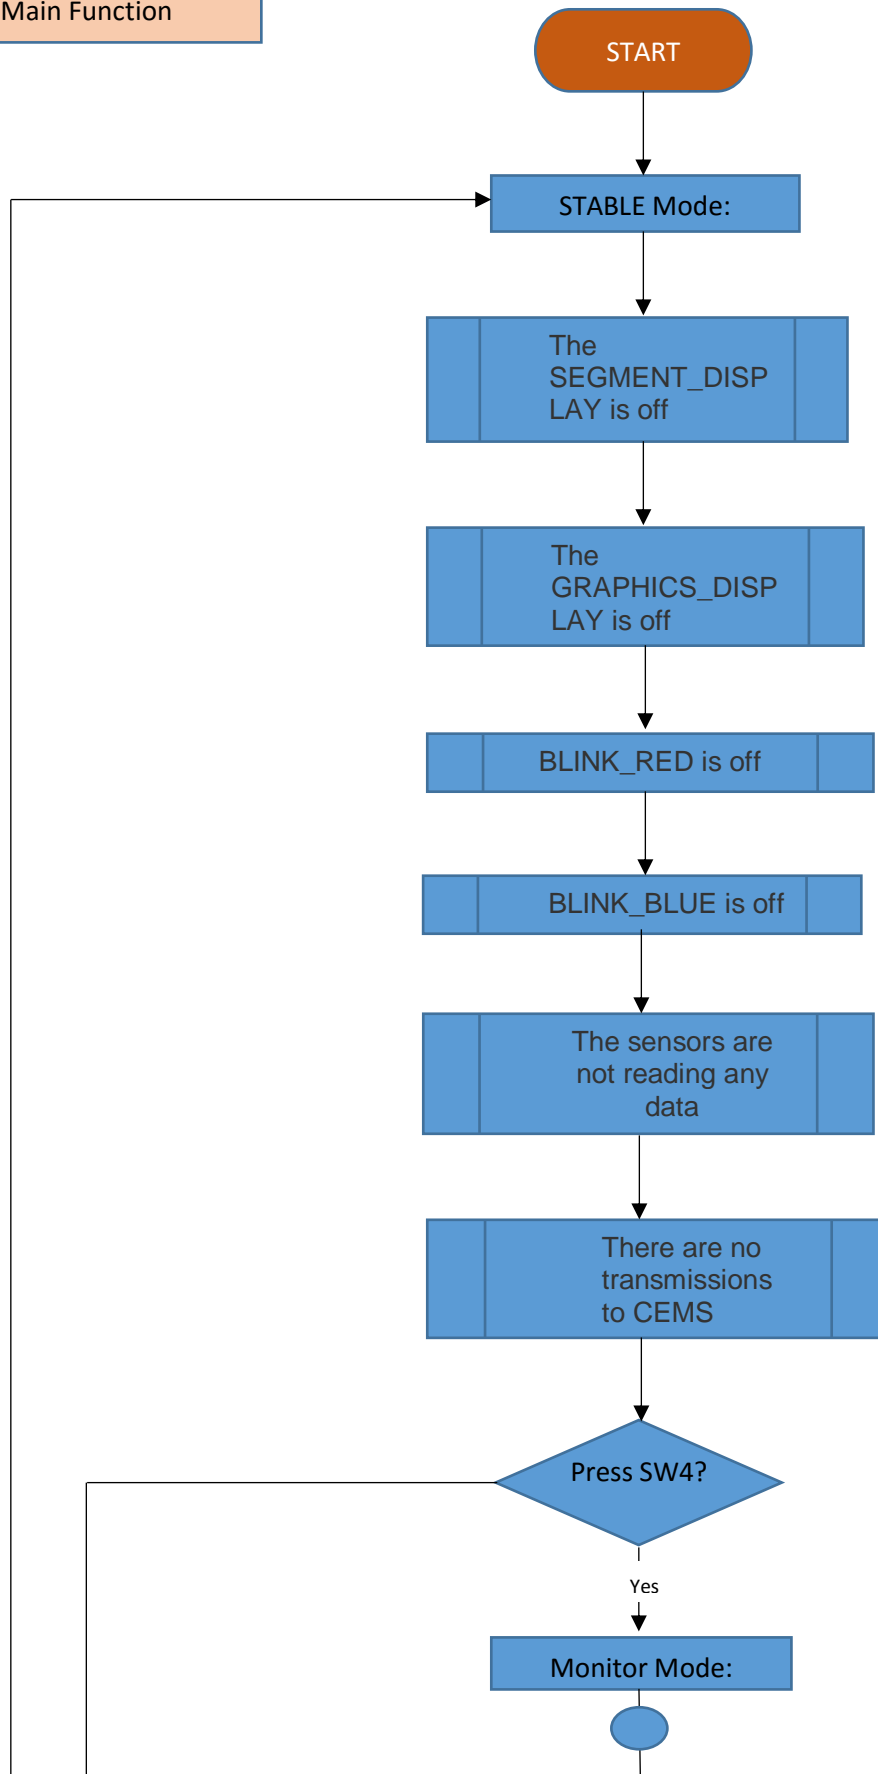 Main Function
START
STABLE Mode:
The
SEGMENT_DISP
LAY is off
The
GRAPHICS_DISP
LAY is off
BLINK_RED is off
BLINK_BLUE is off
The sensors are
not reading any
data
There are no
transmissions
to CEMS
Press SW4?
Yes
Monitor Mode: